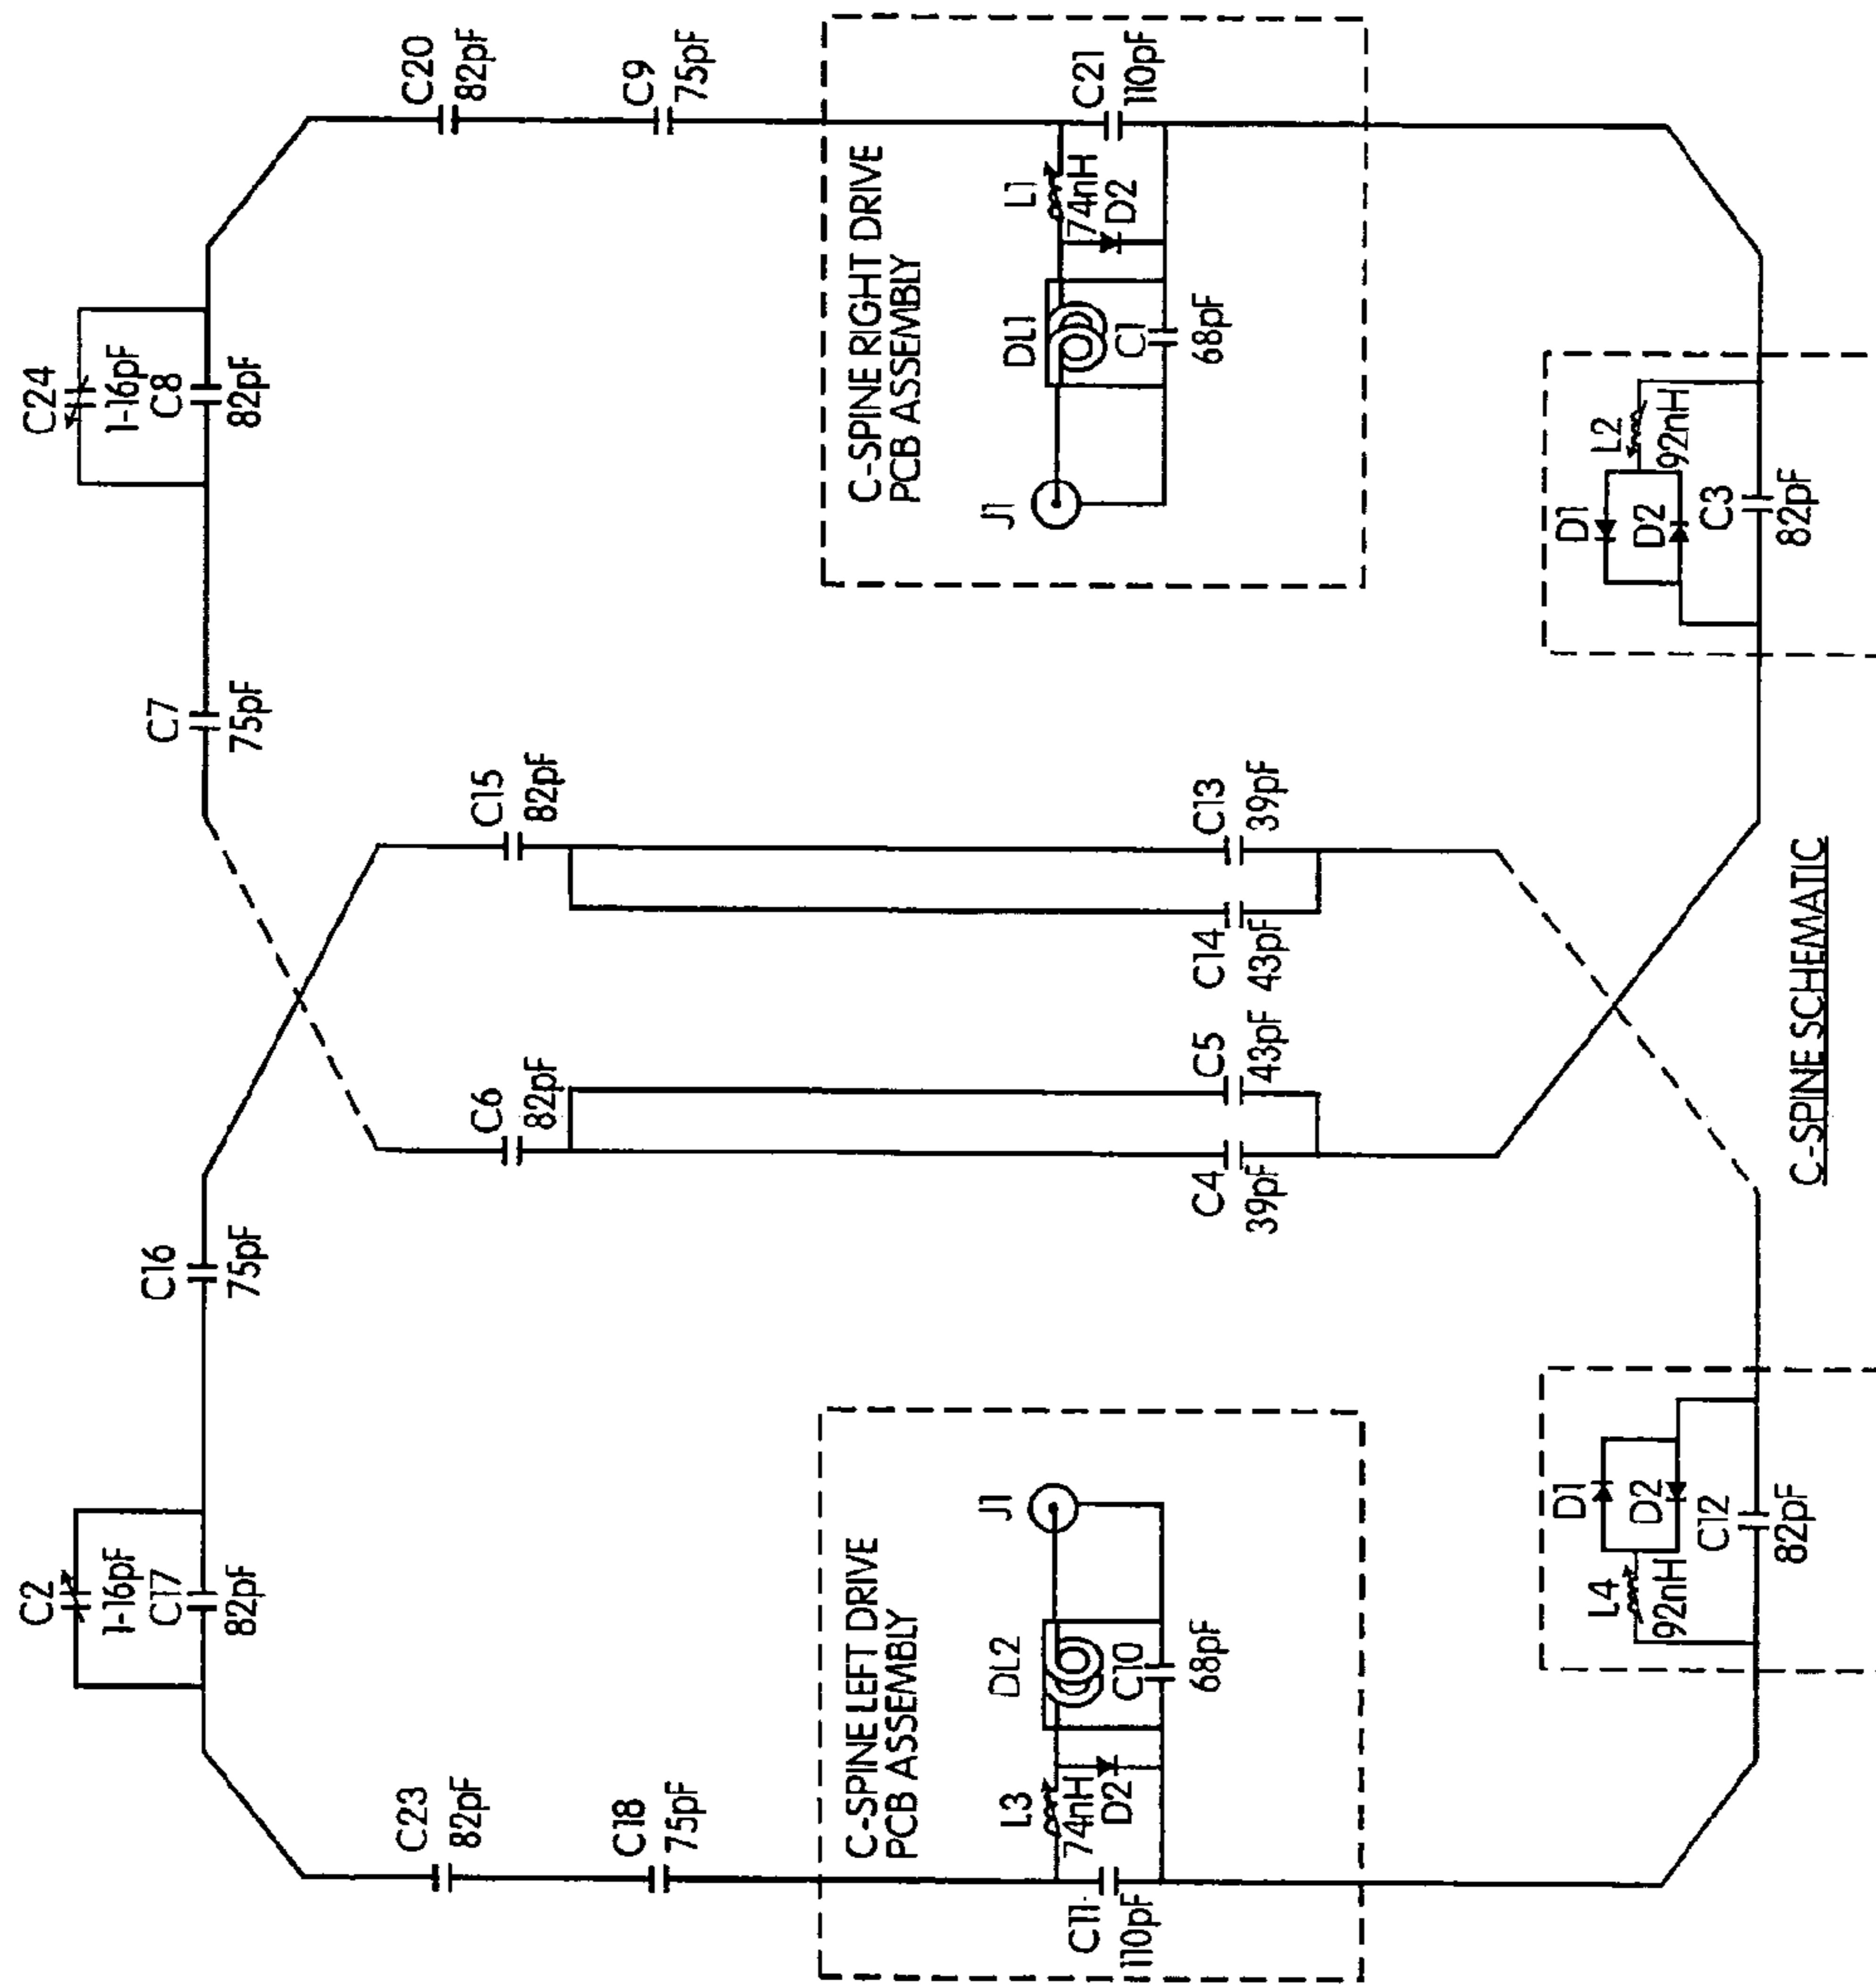 C2
1-16pF
C17
82pF
C16
75pF
C7
75pF
C24
1-16pF
C8
82pF
C23
82pF
C18
75pF
C6
82pF
C15
82pF
C20
82pF
C9
75pF
C-SPINE LEFT DRIVE
PCB ASSEMBLY
DL2
J1
L3
74nH
D2
C10
68pF
C11
110pF
C4
39pF
C5
43pF
C14
43pF
C13
39pF
C-SPINE RIGHT DRIVE
PCB ASSEMBLY
J1
DL1
L1
74nH
D2
C1
68pF
C21
110pF
D1
D2
L4
92nH
C12
82pF
D1
D2
L2
92nH
C3
82pF
C-SPINE SCHEMATIC